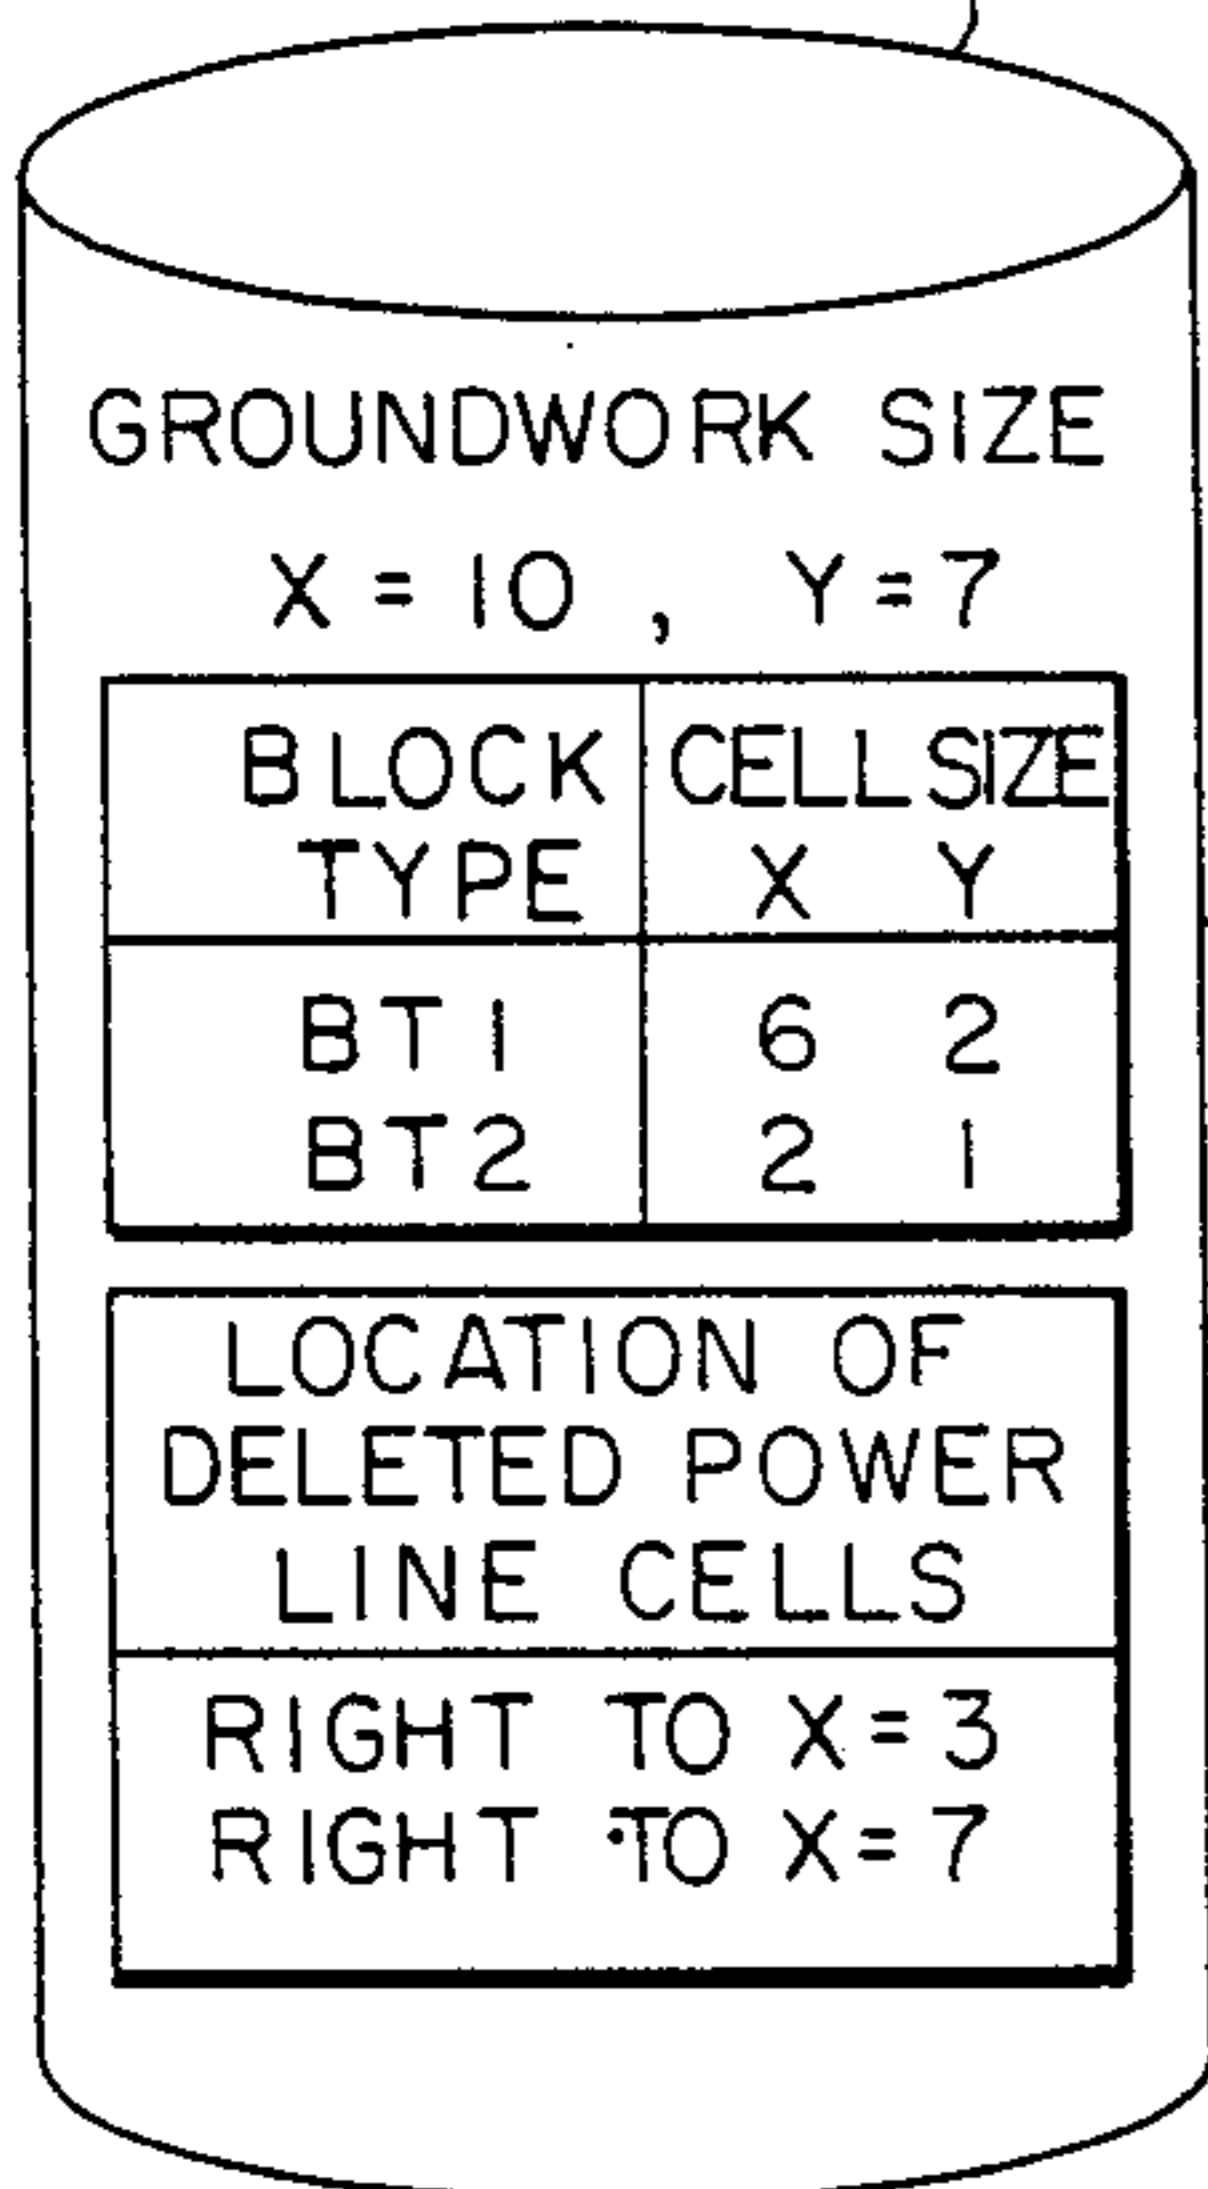 GROUNDWORK SIZE
X = 10 , Y = 7
BLOCK TYPE CELL SIZE X Y
BT1 6 2
BT2 2 1
LOCATION OF
DELETED POWER
LINE CELLS
RIGHT TO X = 3
RIGHT TO X = 7